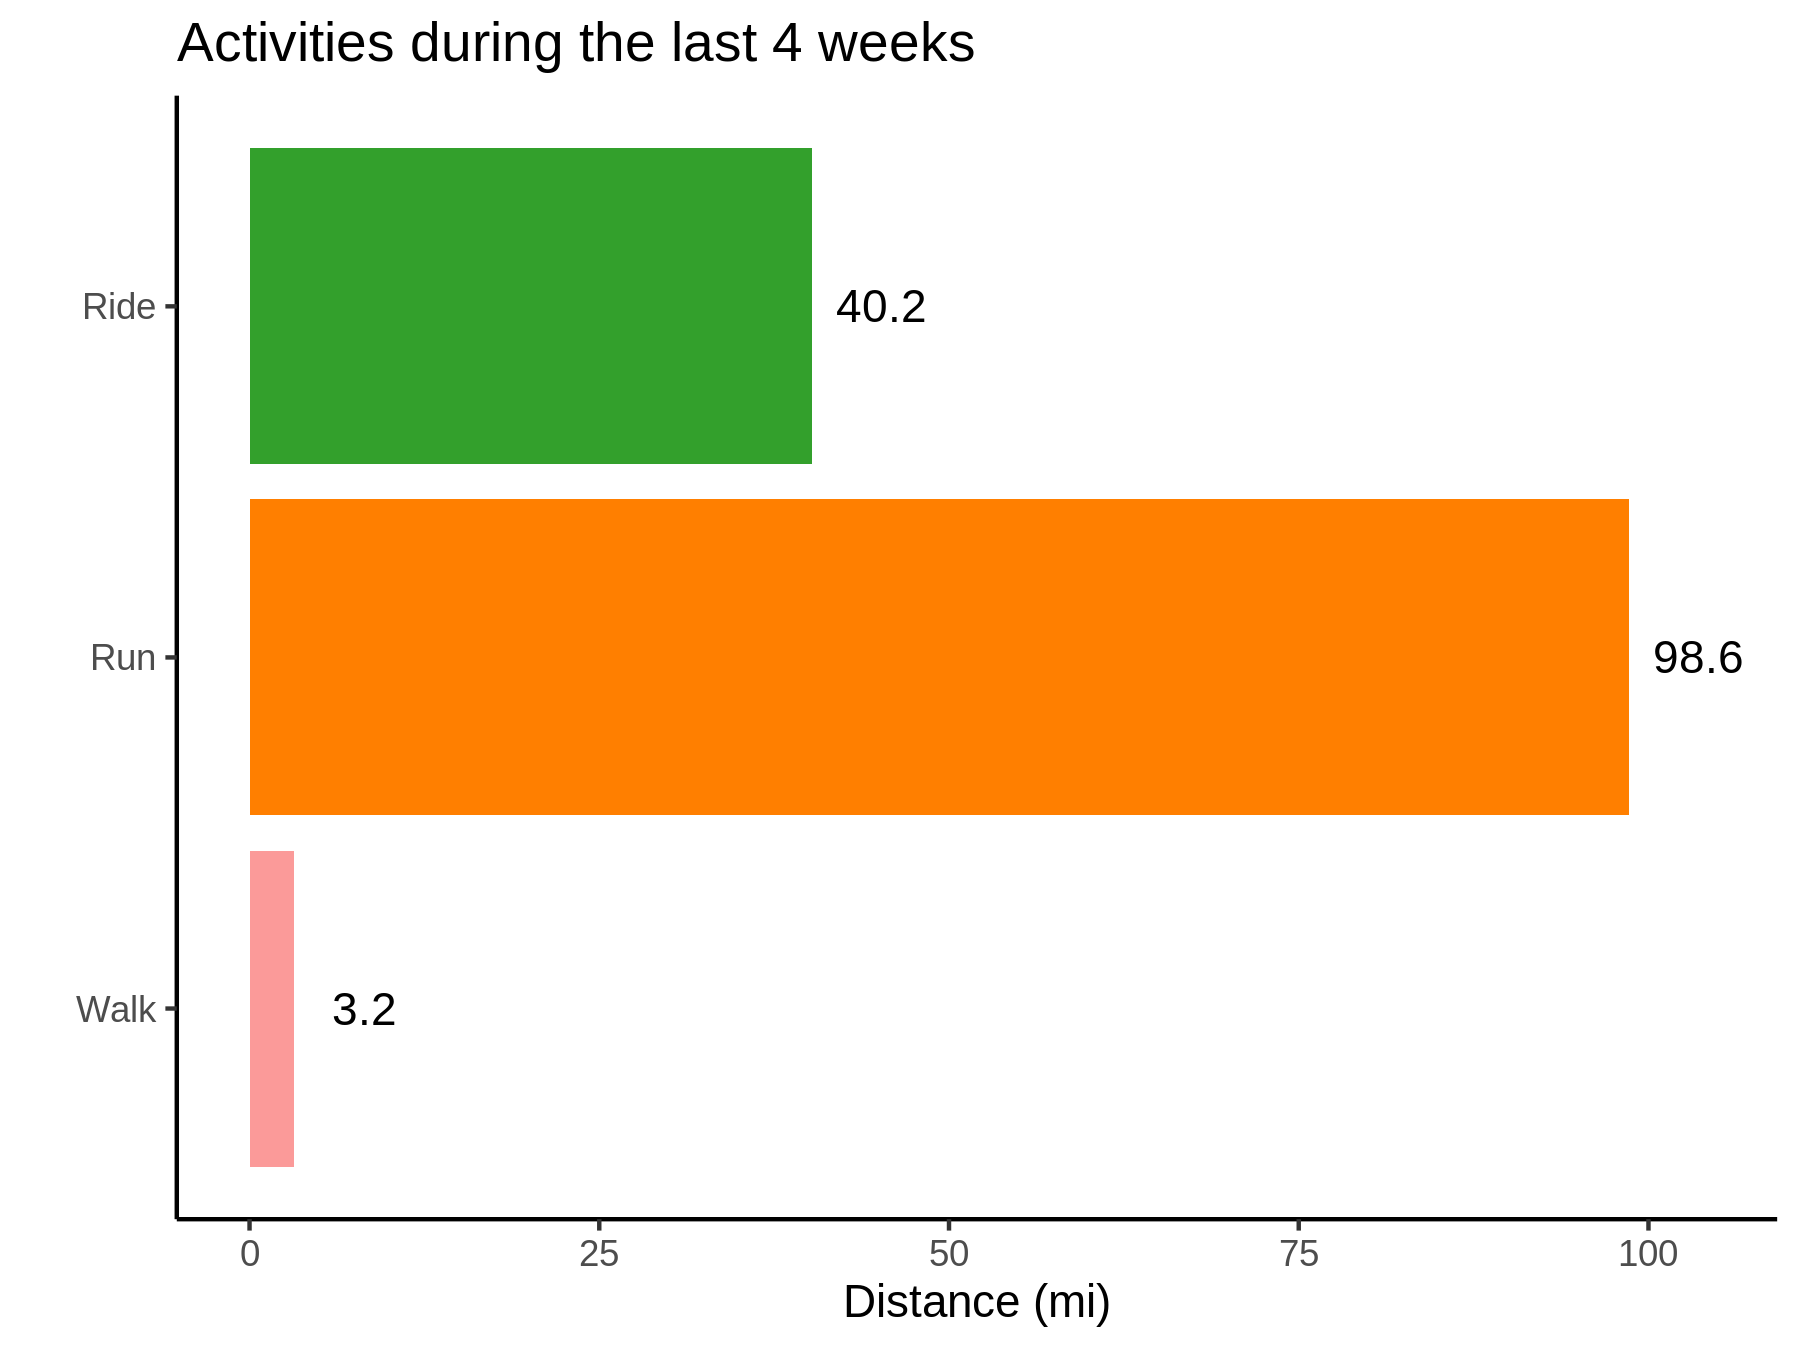 Activities during the last 4 weeks
Ride
40.2
Run
98.6
Walk
3.2
0 25 50 75 100
Distance (mi)